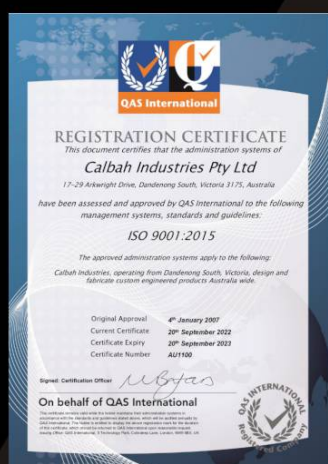 QAS International
REGISTRATION CERTIFICATE
This document certifies that the administration systems of
Calbah Industries Pty Ltd
17-29 Arkwright Drive, Dandenong South, Victoria 3175, Australia
have been assessed and approved by QAS International to the following
management systems, standards and guidelines:
ISO 9001:2015
The approved administration systems apply to the following:
Calbah Industries, operating from Dandenong South, Victoria, design and
fabricate custom engineered products Australia wide.
Original Approval 4th January 2007
Current Certificate 20th September 2022
Certificate Expiry 20th September 2023
Certificate Number AU1100
Signed: Certification Officer
On behalf of QAS International
QAS INTERNATIONAL
Registered Company